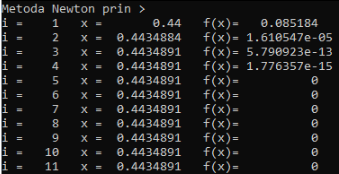 Metoda Newton prin >
i = 1 x = 0.44 f(x)= 0.085184
i = 2 x = 0.4434884 f(x)= 1.610547e-05
i = 3 x = 0.4434891 f(x)= 5.790923e-13
i = 4 x = 0.4434891 f(x)= 1.776357e-15
i = 5 x = 0.4434891 f(x)= 0
i = 6 x = 0.4434891 f(x)= 0
i = 7 x = 0.4434891 f(x)= 0
i = 8 x = 0.4434891 f(x)= 0
i = 9 x = 0.4434891 f(x)= 0
i = 10 x = 0.4434891 f(x)= 0
i = 11 x = 0.4434891 f(x)= 0